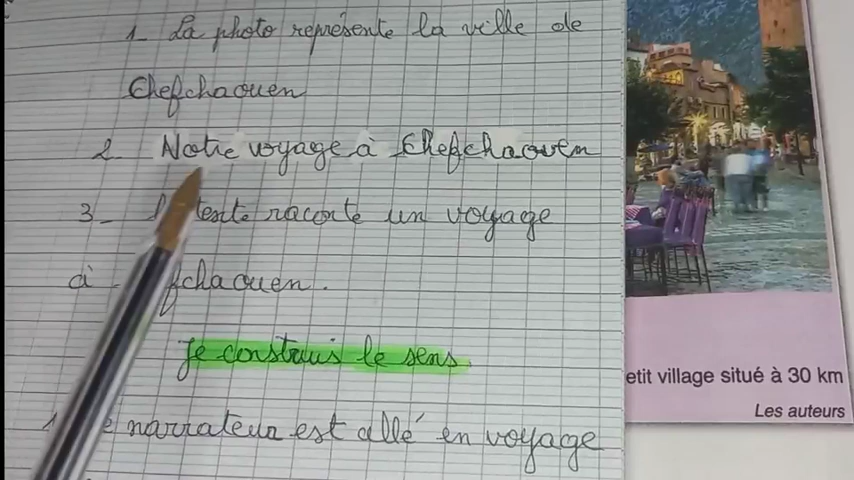 1_ La photo représente la ville de
Chefchaouen
2_ Notre voyage à Chefchaouen
3_ texte raconte un voyage
à
Je construis le sens
narrateur est allé en voyage
etit village situé à 30 km
Les auteurs